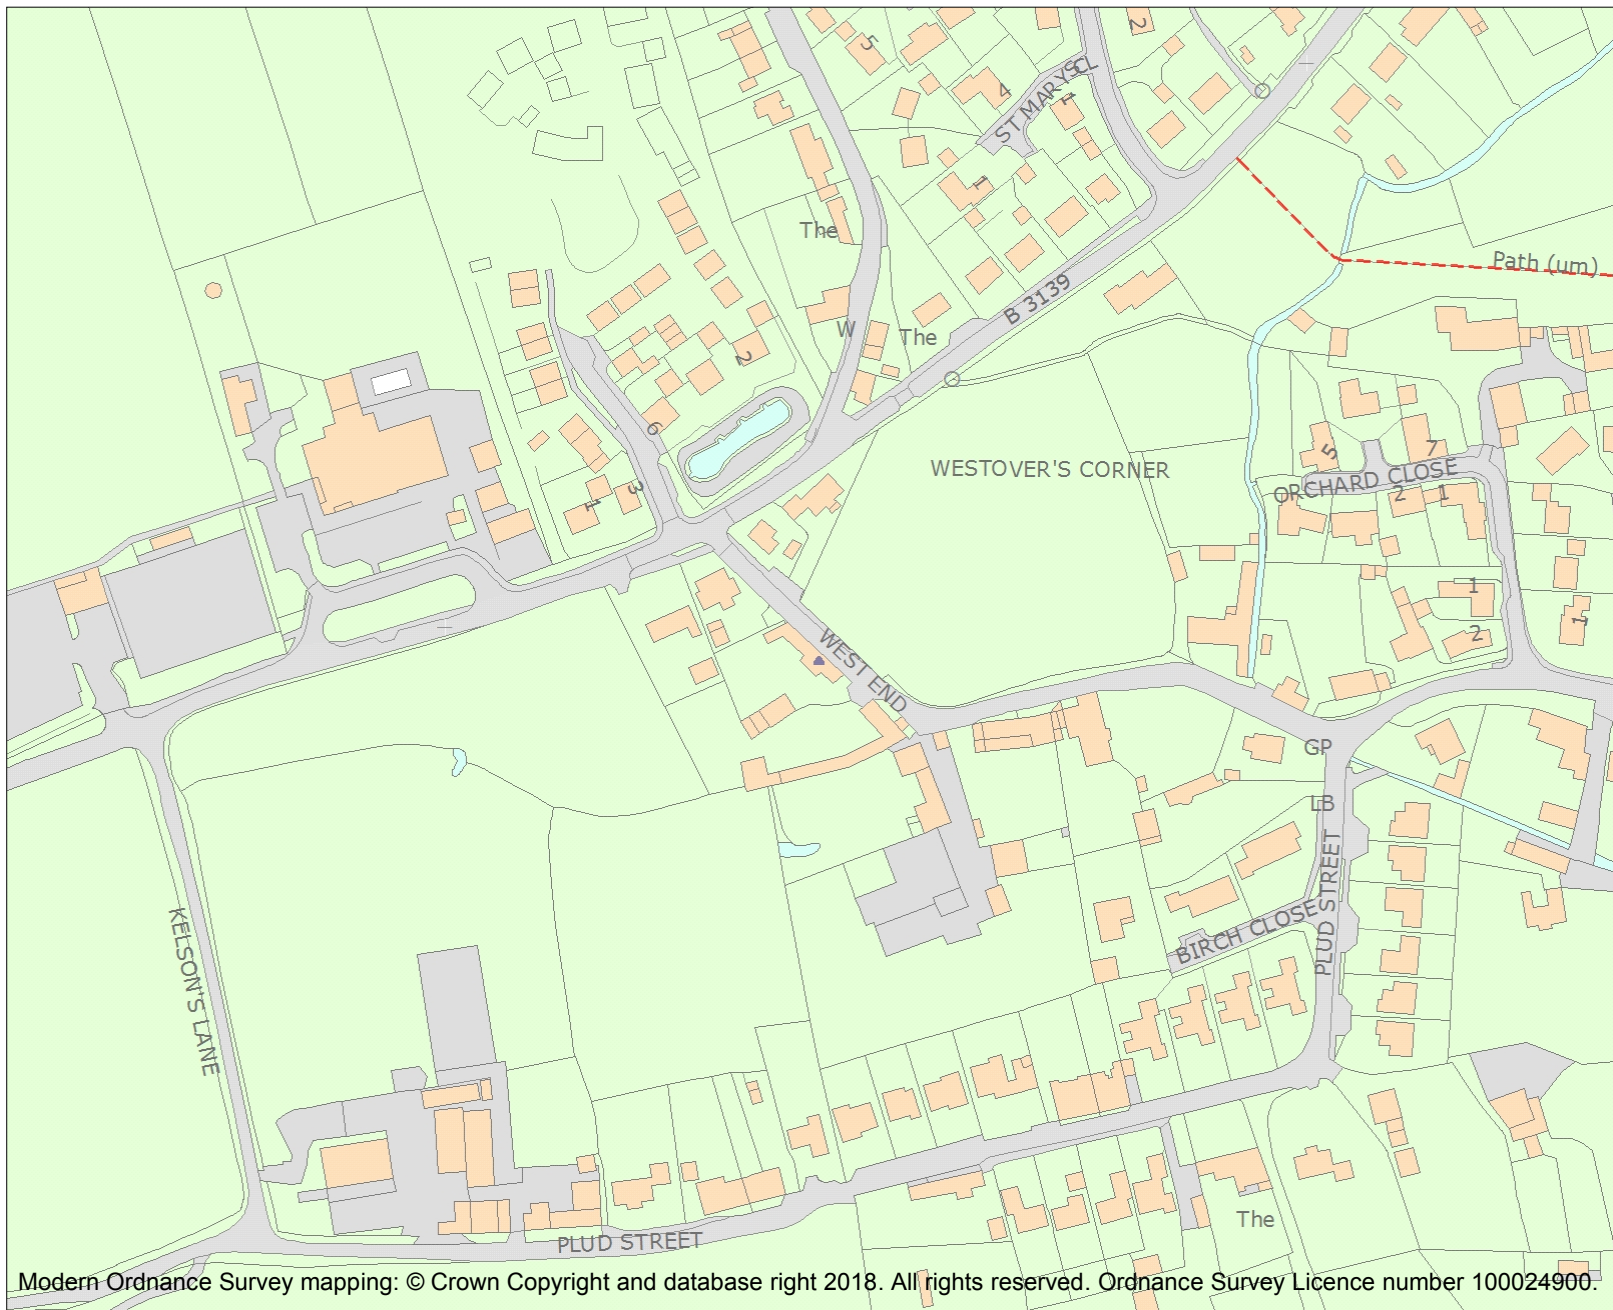 2
5
ST MARYS CL
4
1
1
The
Path (um)
B 3139
W
The
2
6
WESTOVER'S CORNER
5
7
ORCHARD CLOSE
2
1
3
1
1
1
2
WEST END
GP
LB
PLUD STREET
BIRCH CLOSE
KELSON'S LANE
The
PLUD STREET
Modern Ordnance Survey mapping: © Crown Copyright and database right 2018. All rights reserved. Ordnance Survey Licence number 100024900.